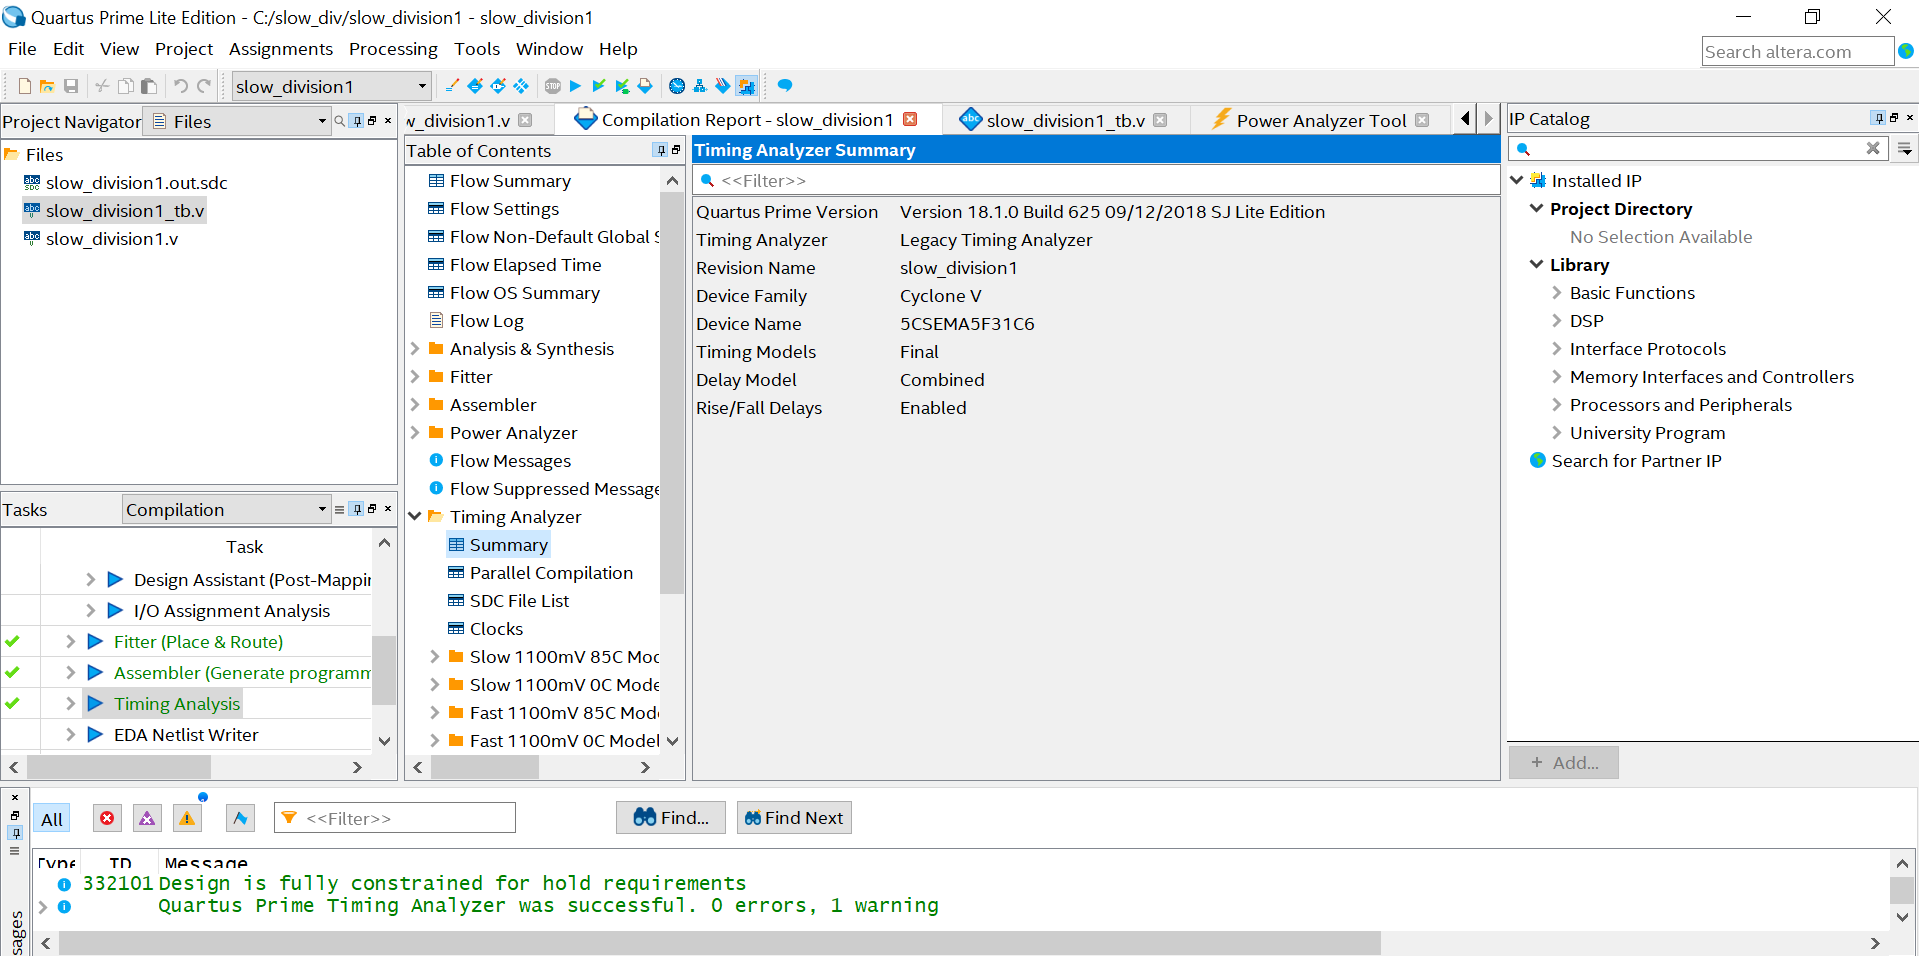 Quartus Prime Lite Edition - C:/slow_div/slow_division1 - slow_division1
File Edit View Project Assignments Processing Tools Window Help
Search altera.com
slow_division1
STOP
Project Navigator
Files
Files
slow_division1.out.sdc
slow_division1_tb.v
slow_division1.v
Tasks
Compilation
Task
Design Assistant (Post-Mappin
I/O Assignment Analysis
Fitter (Place & Route)
Assembler (Generate programm
Timing Analysis
EDA Netlist Writer
w_division1.v
Compilation Report - slow_division1
abc
slow_division1_tb.v
Power Analyzer Tool
Table of Contents
Flow Summary
Flow Settings
Flow Non-Default Global S
Flow Elapsed Time
Flow OS Summary
Flow Log
Analysis & Synthesis
Fitter
Assembler
Power Analyzer
Flow Messages
Flow Suppressed Message
Timing Analyzer
Summary
Parallel Compilation
SDC File List
Clocks
Slow 1100mV 85C Mod
Slow 1100mV 0C Mode
Fast 1100mV 85C Mode
Fast 1100mV 0C Model
Timing Analyzer Summary
<<Filter>>
Quartus Prime Version Version 18.1.0 Build 625 09/12/2018 SJ Lite Edition
Timing Analyzer Legacy Timing Analyzer
Revision Name slow_division1
Device Family Cyclone V
Device Name 5CSEMA5F31C6
Timing Models Final
Delay Model Combined
Rise/Fall Delays Enabled
IP Catalog
Installed IP
Project Directory
No Selection Available
Library
Basic Functions
DSP
Interface Protocols
Memory Interfaces and Controllers
Processors and Peripherals
University Program
Search for Partner IP
+ Add...
All
<<Filter>>
Find...
Find Next
Type ID Message
332101 Design is fully constrained for hold requirements
Quartus Prime Timing Analyzer was successful. 0 errors, 1 warning
sages